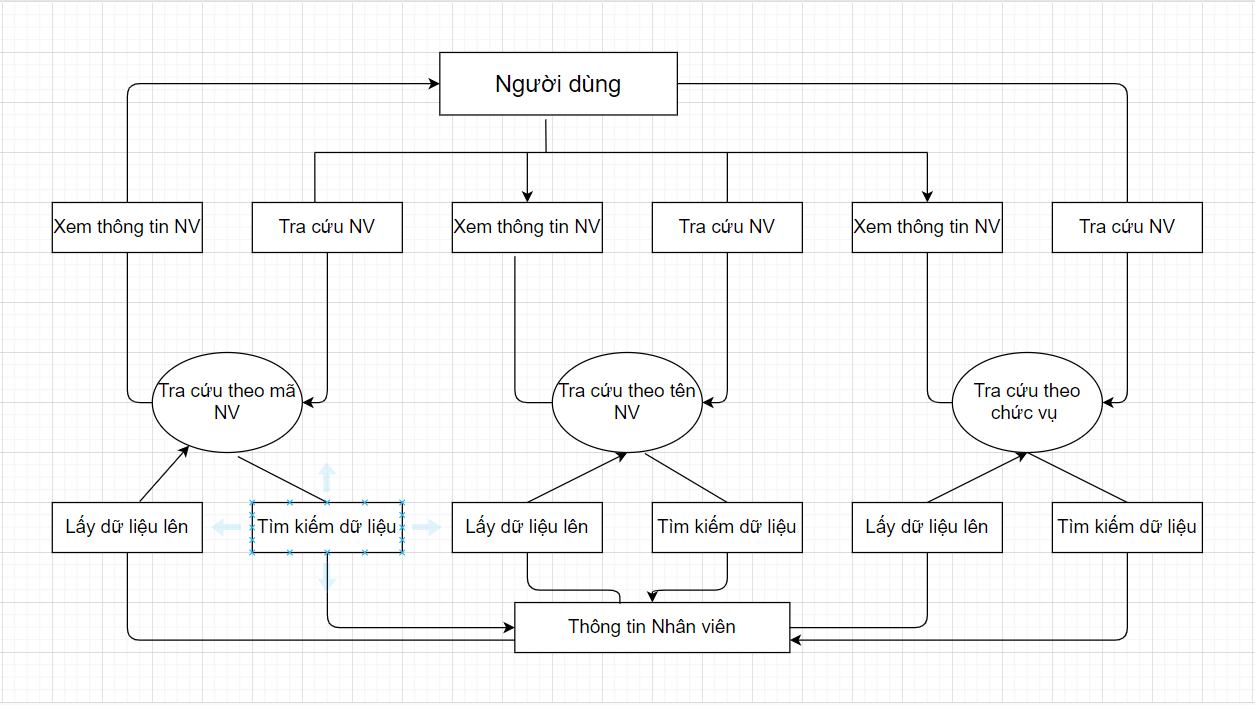 Người dùng
Xem thông tin NV
Tra cứu NV
Xem thông tin NV
Tra cứu NV
Xem thông tin NV
Tra cứu NV
Tra cứu theo mã
NV
Tra cứu theo tên
NV
Tra cứu theo
chức vụ
Lấy dữ liệu lên
Tìm kiếm dữ liệu
Lấy dữ liệu lên
Tìm kiếm dữ liệu
Lấy dữ liệu lên
Tìm kiếm dữ liệu
Thông tin Nhân viên